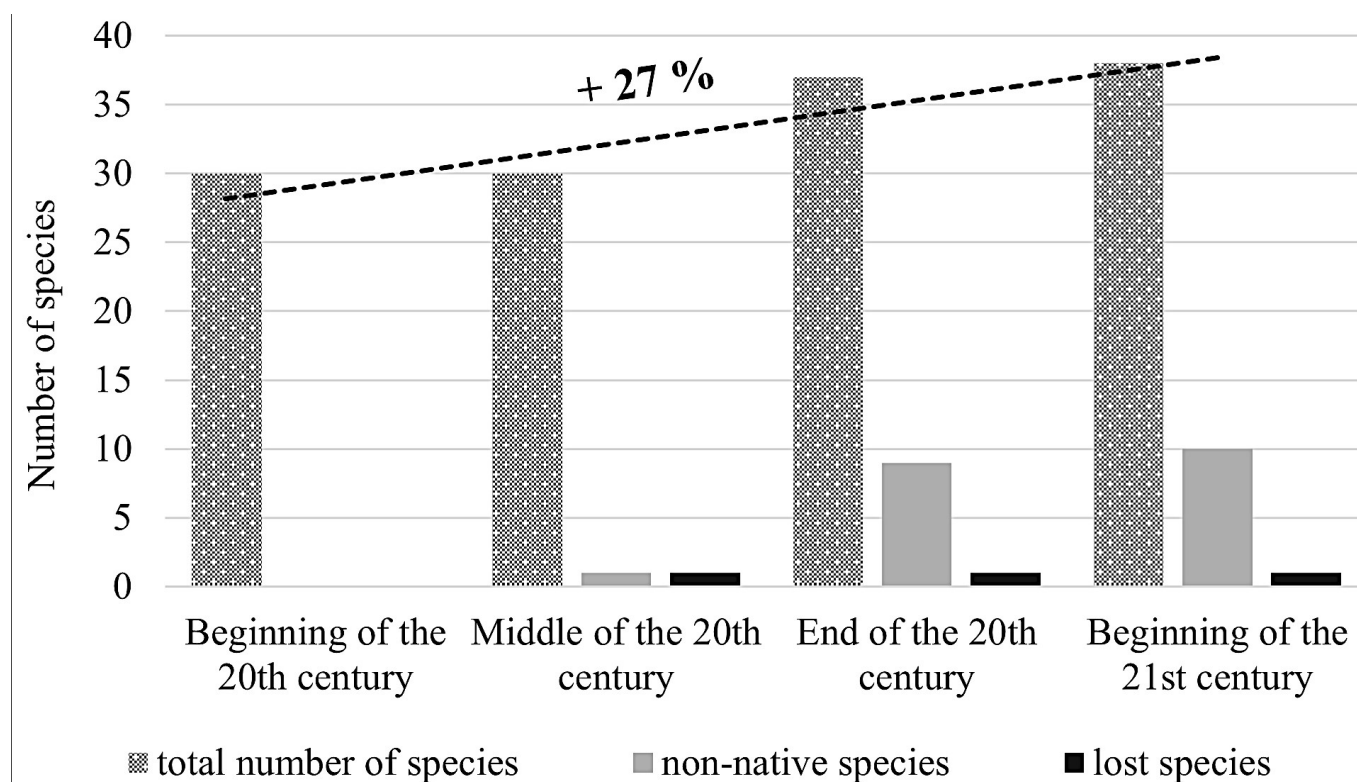 40
35
30
25
20
15
10
5
0
Number of species
+ 27 %
Beginning of the
20th century
Middle of the 20th
century
End of the 20th
century
Beginning of the
21st century
total number of species
non-native species
lost species